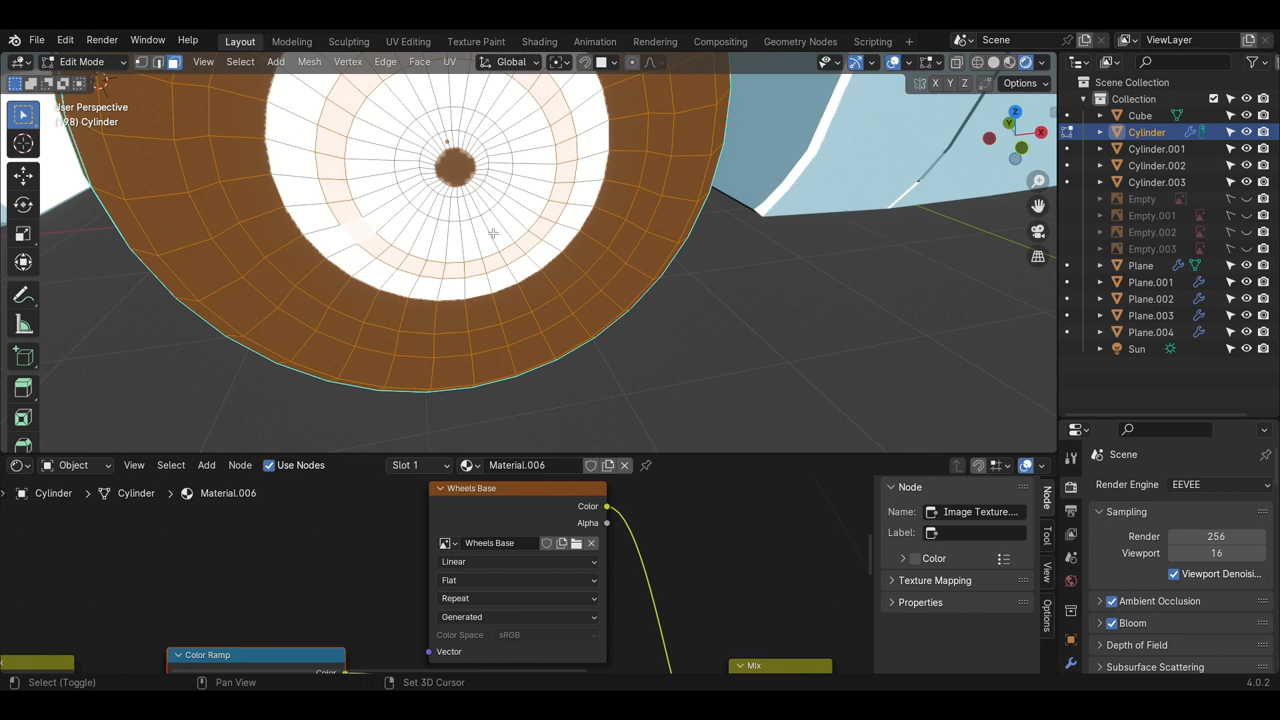 File Edit Render Window Help Layout Modeling Sculpting UV Editing Texture Paint Shading Animation Rendering Compositing Geometry Nodes Scripting + Scene ViewLayer
Edit Mode View Select Add Mesh Vertex Edge Face UV Global
X Y Z Options
User Perspective
98) Cylinder
Z
Y
X
Scene Collection
Collection
Cube
Cylinder
Cylinder.001
Cylinder.002
Cylinder.003
Empty
Empty.001
Empty.002
Empty.003
Plane
Plane.001
Plane.002
Plane.003
Plane.004
Sun
Scene
Render Engine EEVEE
Sampling
Render 256
Viewport 16
Viewport Denoisi...
Ambient Occlusion
Bloom
Depth of Field
Subsurface Scattering
Object View Select Add Node Use Nodes Slot 1 Material.006
Cylinder Cylinder Material.006
Wheels Base
Color
Alpha
Wheels Base
Linear
Flat
Repeat
Generated
Color Space sRGB
Vector
Color Ramp
Color
Mix
Node
Name: Image Texture....
Label:
Color
Texture Mapping
Properties
Node
Tool
View
Options
Select (Toggle) Pan View Set 3D Cursor 4.0.2